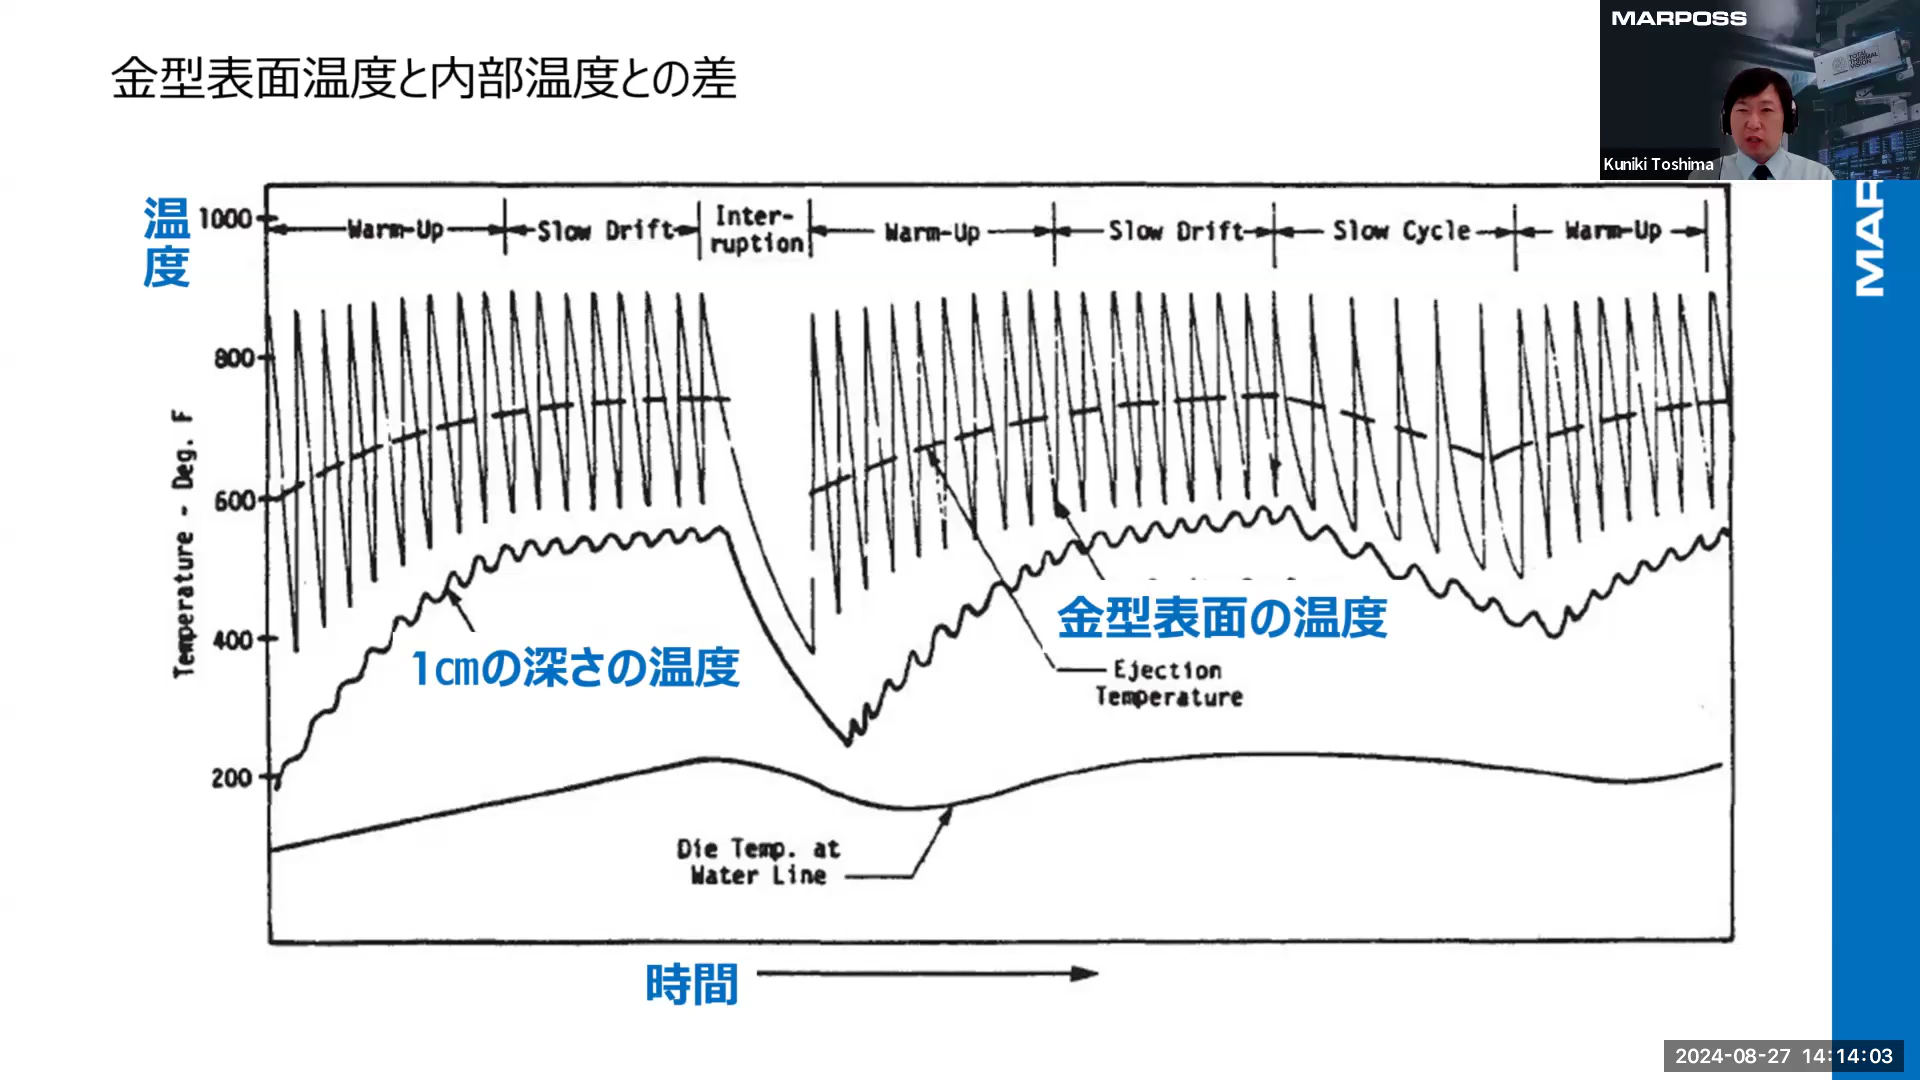 金型表面温度と内部温度との差
MARPOSS
TOTAL
THERMAL
VISION
Kuniki Toshima
MAR
温度
1000
800
600
400
200
Temperature - Deg. F
Warm-Up
Slow Drift
Inter-
ruption
Warm-Up
Slow Drift
Slow Cycle
Warm-Up
1㎝の深さの温度
金型表面の温度
Ejection
Temperature
Die Temp. at
Water Line
時間
2024-08-27 14:14:03